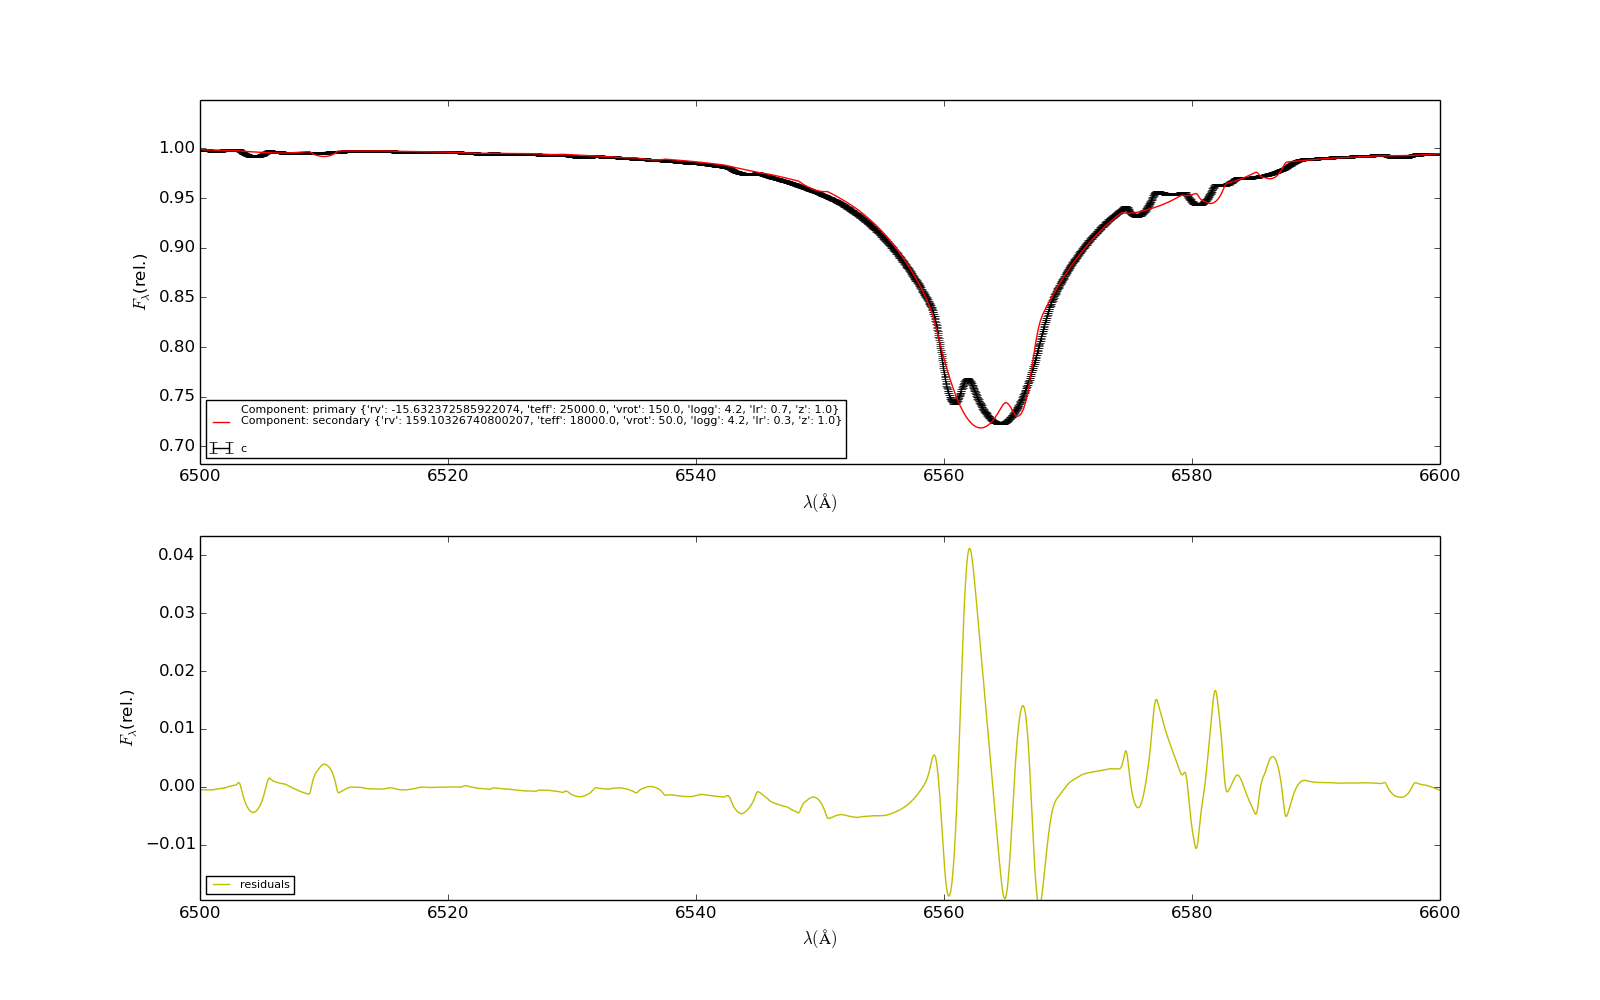 1.00
0.95
0.90
0.85
0.80
0.75
0.70
F_λ(rel.)
Component: primary {'rv': -15.632372585922074, 'teff': 25000.0, 'vrot': 150.0, 'logg': 4.2, 'lr': 0.7, 'z': 1.0}
Component: secondary {'rv': 159.10326740800207, 'teff': 18000.0, 'vrot': 50.0, 'logg': 4.2, 'lr': 0.3, 'z': 1.0}
c
6500 6520 6540 6560 6580 6600
λ(Å)
0.04
0.03
0.02
0.01
0.00
−0.01
F_λ(rel.)
residuals
6500 6520 6540 6560 6580 6600
λ(Å)